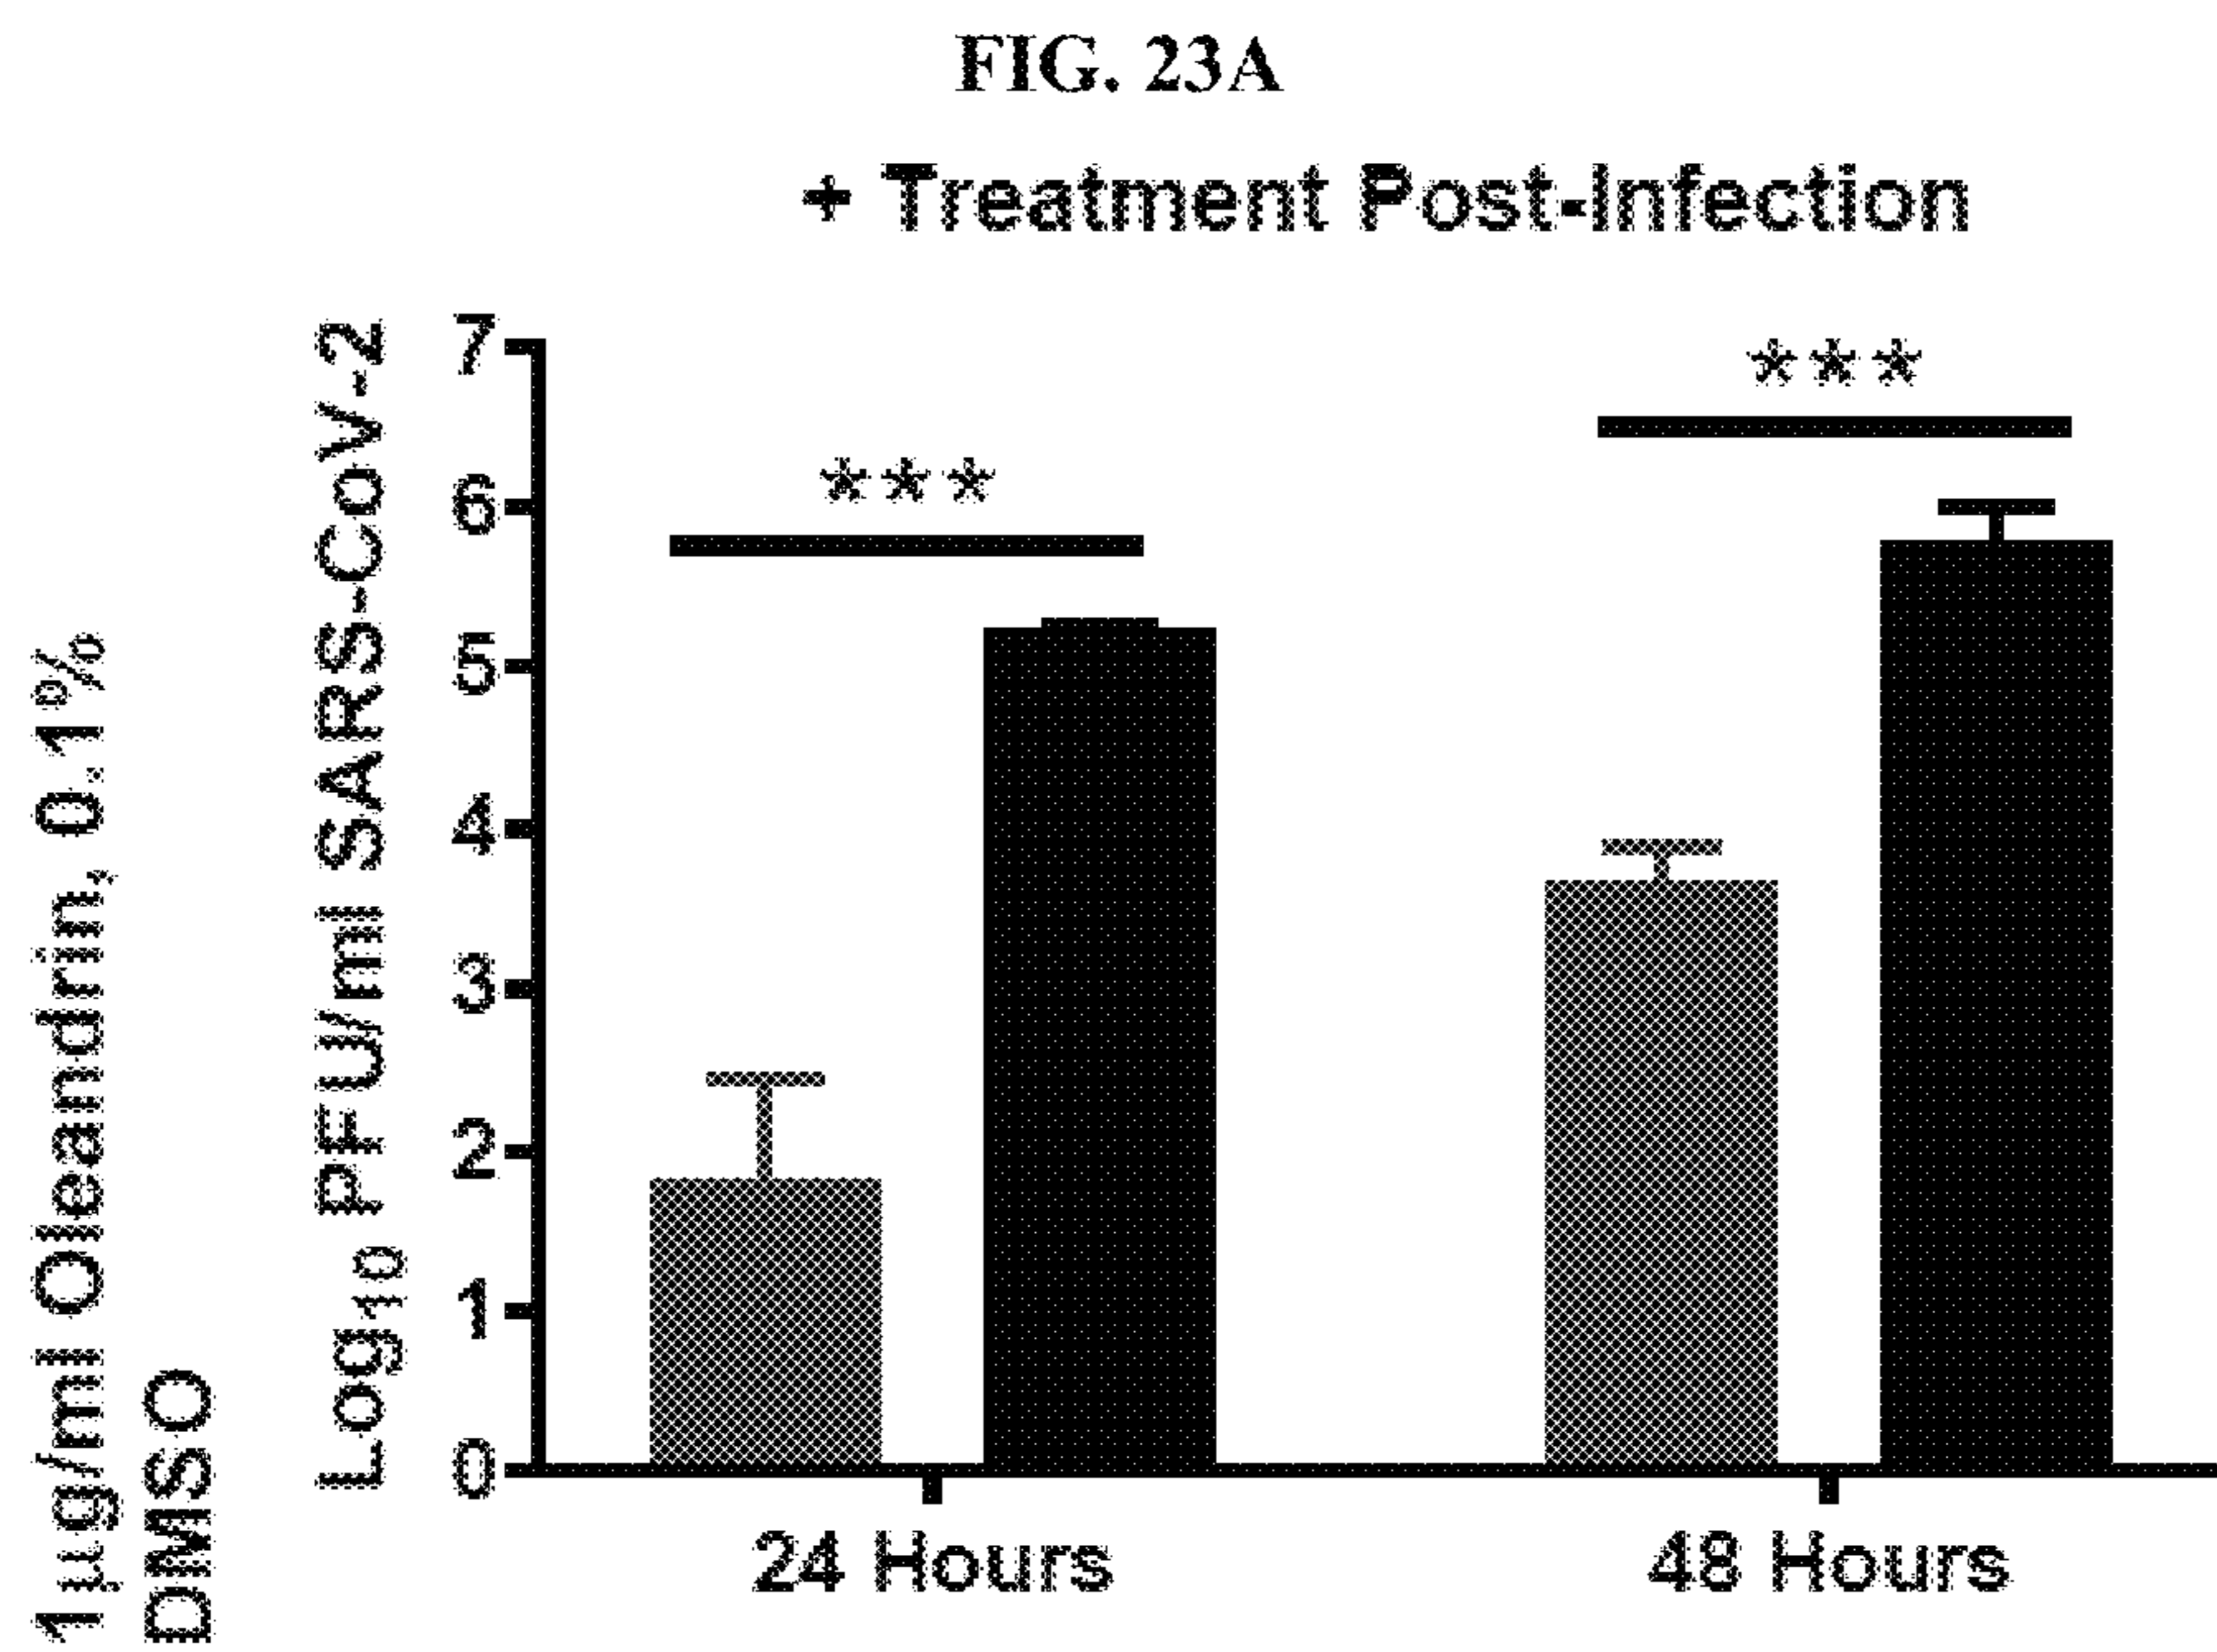 FIG. 23A
+ Treatment Post-Infection
1µg/ml Oleandrin, 0.1%
DMSO
Log10 PFU/ml SARS-CoV-2
7
6
5
4
3
2
1
0
***
***
24 Hours
48 Hours